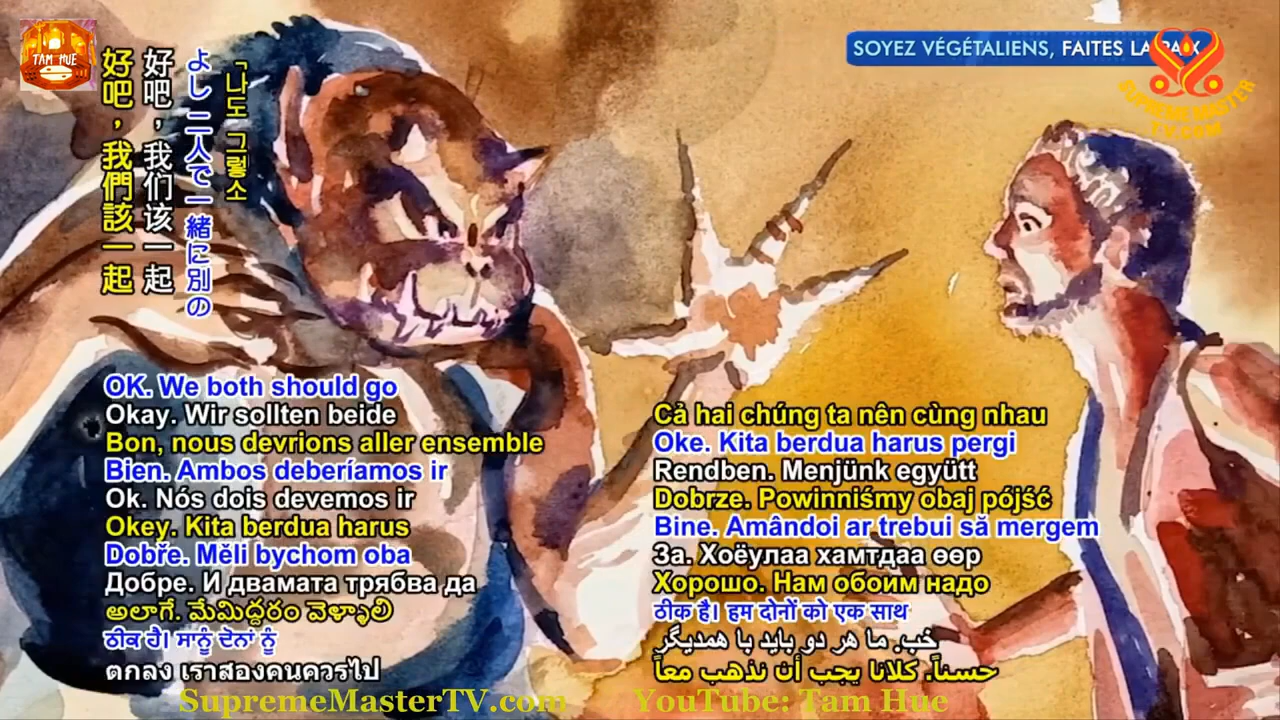 TAM HUE
SOYEZ VÉGÉTALIENS, FAITES LA PAIX
SUPREME MASTER
TV.COM
好吧，我們該一起
好吧，我们该一起
よし 二人で一緒に別の
「나도 그렇소
OK. We both should go
Okay. Wir sollten beide
Bon, nous devrions aller ensemble
Bien. Ambos deberíamos ir
Ok. Nós dois devemos ir
Okey. Kita berdua harus
Dobře. Měli bychom oba
Добре. И двамата трябва да
అలాగే. మేమిద్దరం వెళ్ళాలి
ਠੀਕ ਹੈ। ਸਾਨੂੰ ਦੋਨਾਂ ਨੂੰ
ตกลง เราสองคนควรไป
Cả hai chúng ta nên cùng nhau
Oke. Kita berdua harus pergi
Rendben. Menjünk együtt
Dobrze. Powinniśmy obaj pójść
Bine. Amândoi ar trebui să mergem
За. Хоёулаа хамтдаа өөр
Хорошо. Нам обоим надо
ठीक है। हम दोनों को एक साथ
خب. ما هر دو باید با همدیگر
حسناً. كلانا يجب أن نذهب معاً
SupremeMasterTV.com
YouTube: Tam Hue